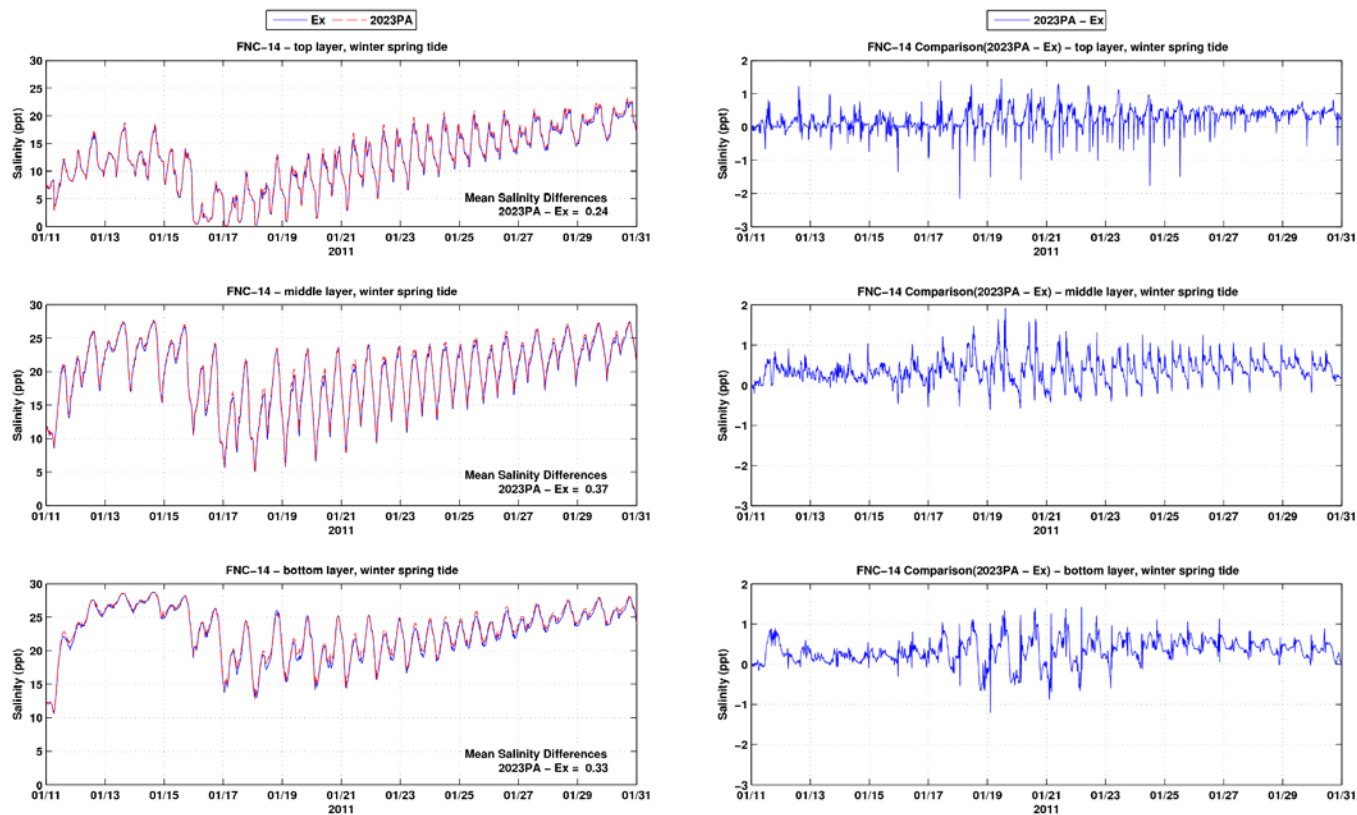 Ex 2023PA
FNC−14 − top layer, winter spring tide
30
25
20
15
10
5
0
Salinity (ppt)
Mean Salinity Differences
2023PA − Ex = 0.24
01/11 01/13 01/15 01/17 01/19 01/21 01/23 01/25 01/27 01/29 01/31
2011
2023PA − Ex
FNC−14 Comparison(2023PA − Ex) − top layer, winter spring tide
2
1
0
−1
−2
−3
Salinity (ppt)
01/11 01/13 01/15 01/17 01/19 01/21 01/23 01/25 01/27 01/29 01/31
2011
FNC−14 − middle layer, winter spring tide
30
25
20
15
10
5
0
Salinity (ppt)
Mean Salinity Differences
2023PA − Ex = 0.37
01/11 01/13 01/15 01/17 01/19 01/21 01/23 01/25 01/27 01/29 01/31
2011
FNC−14 Comparison(2023PA − Ex) − middle layer, winter spring tide
2
1
0
−1
−2
−3
Salinity (ppt)
01/11 01/13 01/15 01/17 01/19 01/21 01/23 01/25 01/27 01/29 01/31
2011
FNC−14 − bottom layer, winter spring tide
30
25
20
15
10
5
0
Salinity (ppt)
Mean Salinity Differences
2023PA − Ex = 0.33
01/11 01/13 01/15 01/17 01/19 01/21 01/23 01/25 01/27 01/29 01/31
2011
FNC−14 Comparison(2023PA − Ex) − bottom layer, winter spring tide
2
1
0
−1
−2
−3
Salinity (ppt)
01/11 01/13 01/15 01/17 01/19 01/21 01/23 01/25 01/27 01/29 01/31
2011